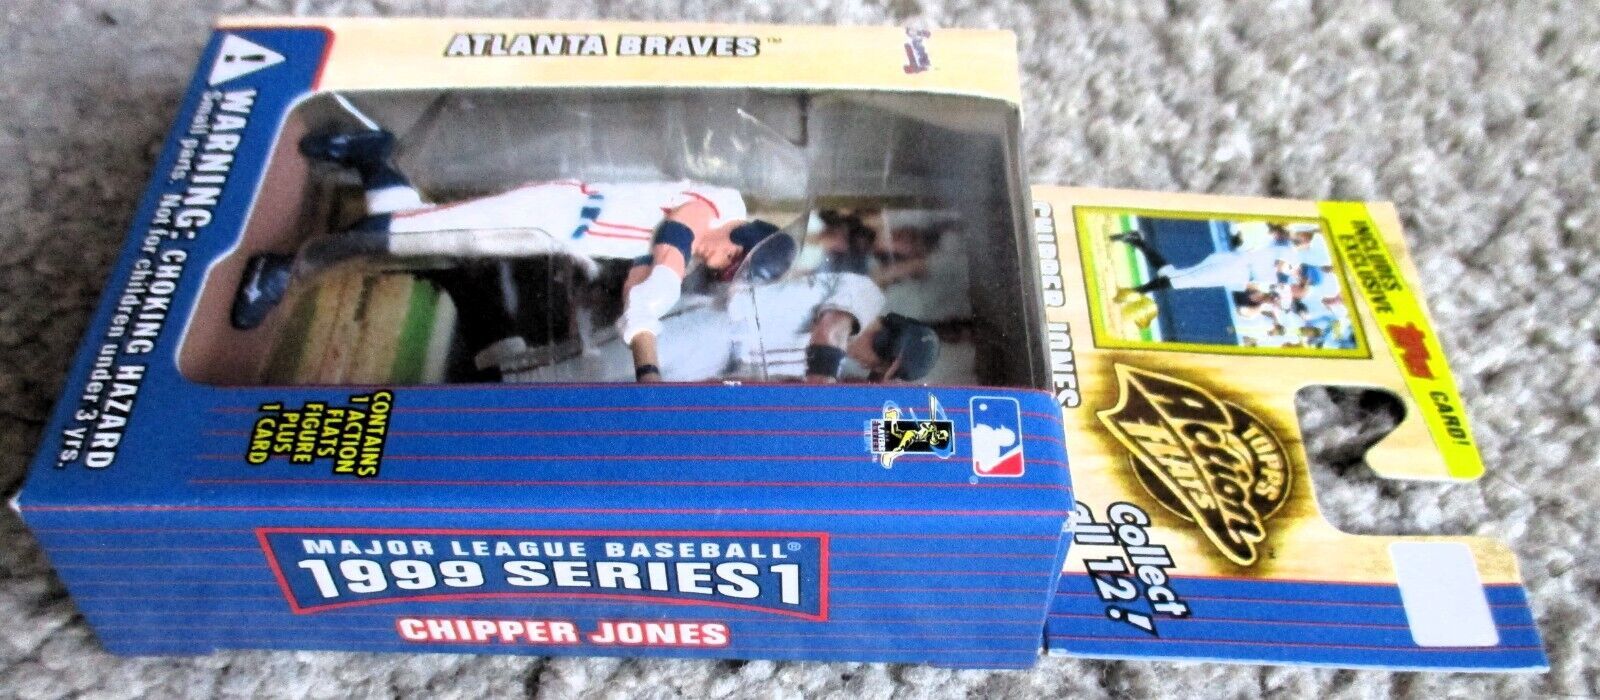 ATLANTA BRAVES™
WARNING: CHOKING HAZARD
Small parts. Not for children under 3 yrs.
CONTAINS
1 ACTION
FLATS
FIGURE
PLUS
1 CARD
MAJOR LEAGUE BASEBALL®
1999 SERIES 1
CHIPPER JONES
CHIPPER JONES
INCLUDES
EXCLUSIVE
Topps
CARD!
TOPPS
Action
FLATS™
Collect
all 12!